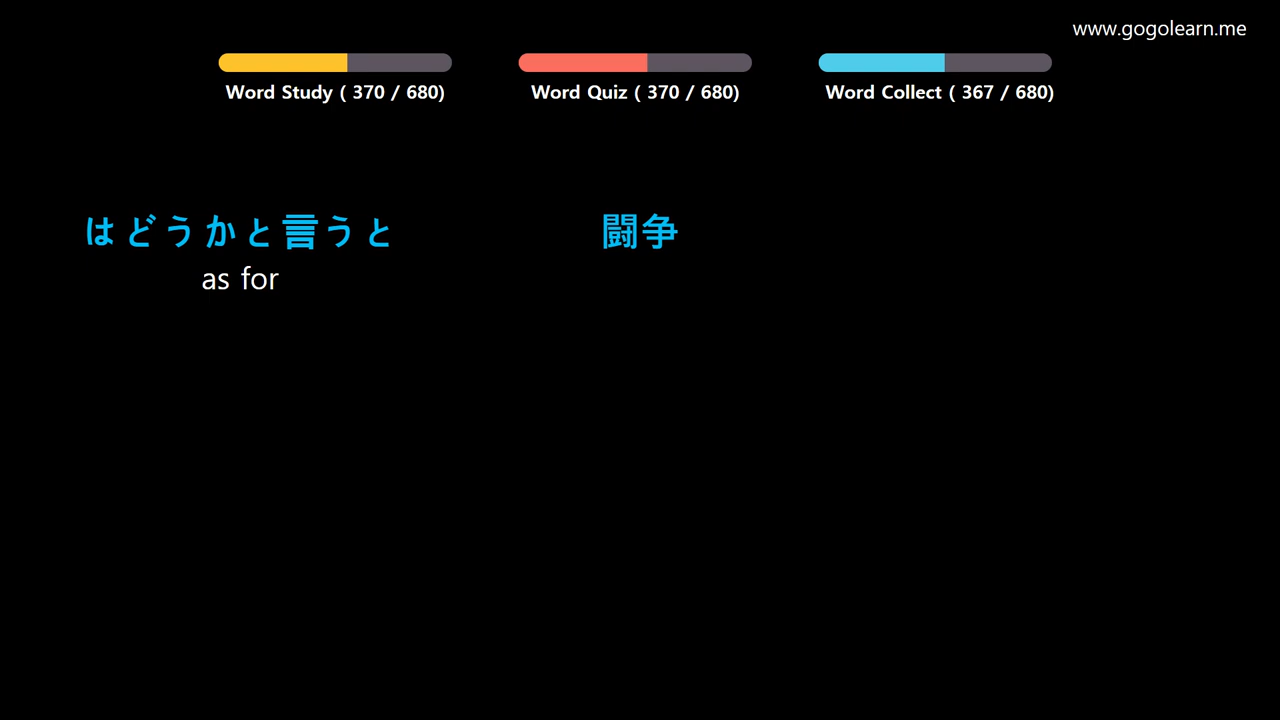 www.gogolearn.me
Word Study ( 370 / 680)
Word Quiz ( 370 / 680)
Word Collect ( 367 / 680)
はどうかと言うと
as for
闘争